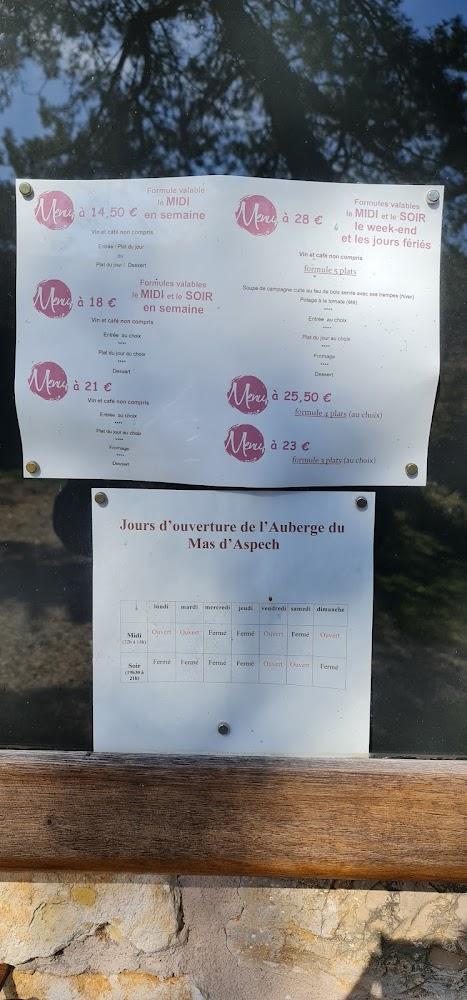 Menu à 14,50 €
Formule valable
le MIDI
en semaine
Vin et café non compris
Entrée / Plat du jour
ou
Plat du jour / Dessert
Menu à 18 €
Formules valables
le MIDI et le SOIR
en semaine
Vin et café non compris
Entrée au choix
****
Plat du jour au choix
****
Dessert
Menu à 21 €
Vin et café non compris
Entrée au choix
****
Plat du jour au choix
****
Fromage
****
Dessert
Menu à 28 €
Formules valables
le MIDI et le SOIR
le week-end
et les jours fériés
Vin et café non compris
formule 5 plats
Soupe de campagne cuite au feu de bois servie avec ses trempes (hiver)
Potage à la tomate (été)
****
Entrée au choix
****
Plat du jour au choix
****
Fromage
****
Dessert
Menu à 25,50 €
formule 4 plats (au choix)
Menu à 23 €
formule 3 plats (au choix)
Jours d'ouverture de l'Auberge du
Mas d'Aspech
lundi mardi mercredi jeudi vendredi samedi dimanche
Midi Ouvert Ouvert Fermé Fermé Ouvert Fermé Ouvert
(12h à 14h)
Soir Fermé Fermé Fermé Fermé Ouvert Ouvert Fermé
(19h30 à
21h)